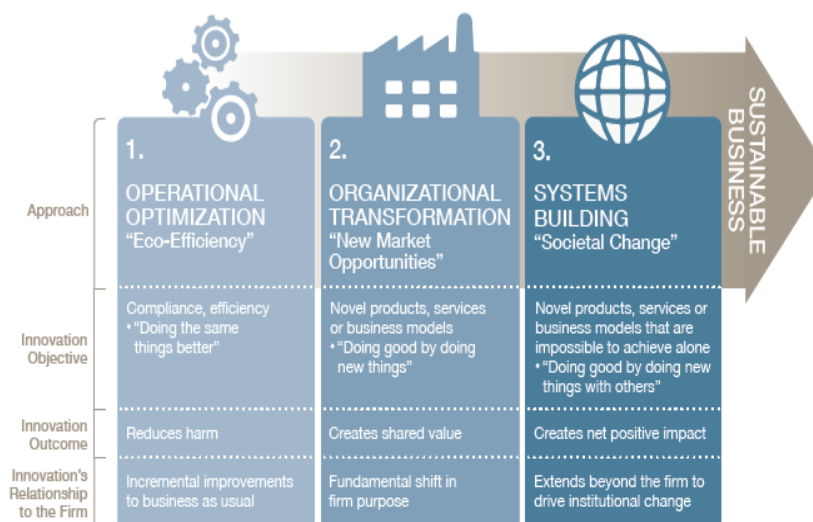 SUSTAINABLE
BUSINESS
Approach
1.
OPERATIONAL
OPTIMIZATION
“Eco-Efficiency”
2.
ORGANIZATIONAL
TRANSFORMATION
“New Market
Opportunities”
3.
SYSTEMS
BUILDING
“Societal Change”
Innovation
Objective
Compliance, efficiency
• “Doing the same
things better”
Novel products, services
or business models
• “Doing good by doing
new things”
Novel products, services or
business models that are
impossible to achieve alone
• “Doing good by doing new
things with others”
Innovation
Outcome
Reduces harm
Creates shared value
Creates net positive impact
Innovation’s
Relationship
to the Firm
Incremental improvements
to business as usual
Fundamental shift in
firm purpose
Extends beyond the firm to
drive institutional change